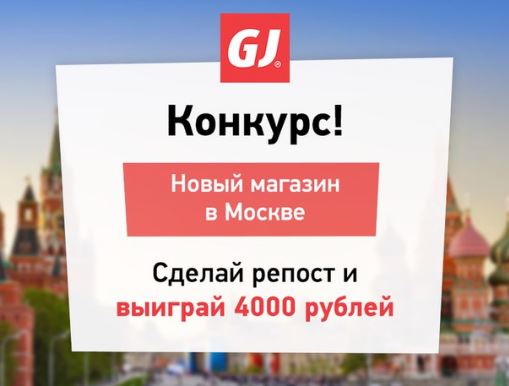 GJ®
Конкурс!
Новый магазин
в Москве
Сделай репост и
выиграй 4000 рублей